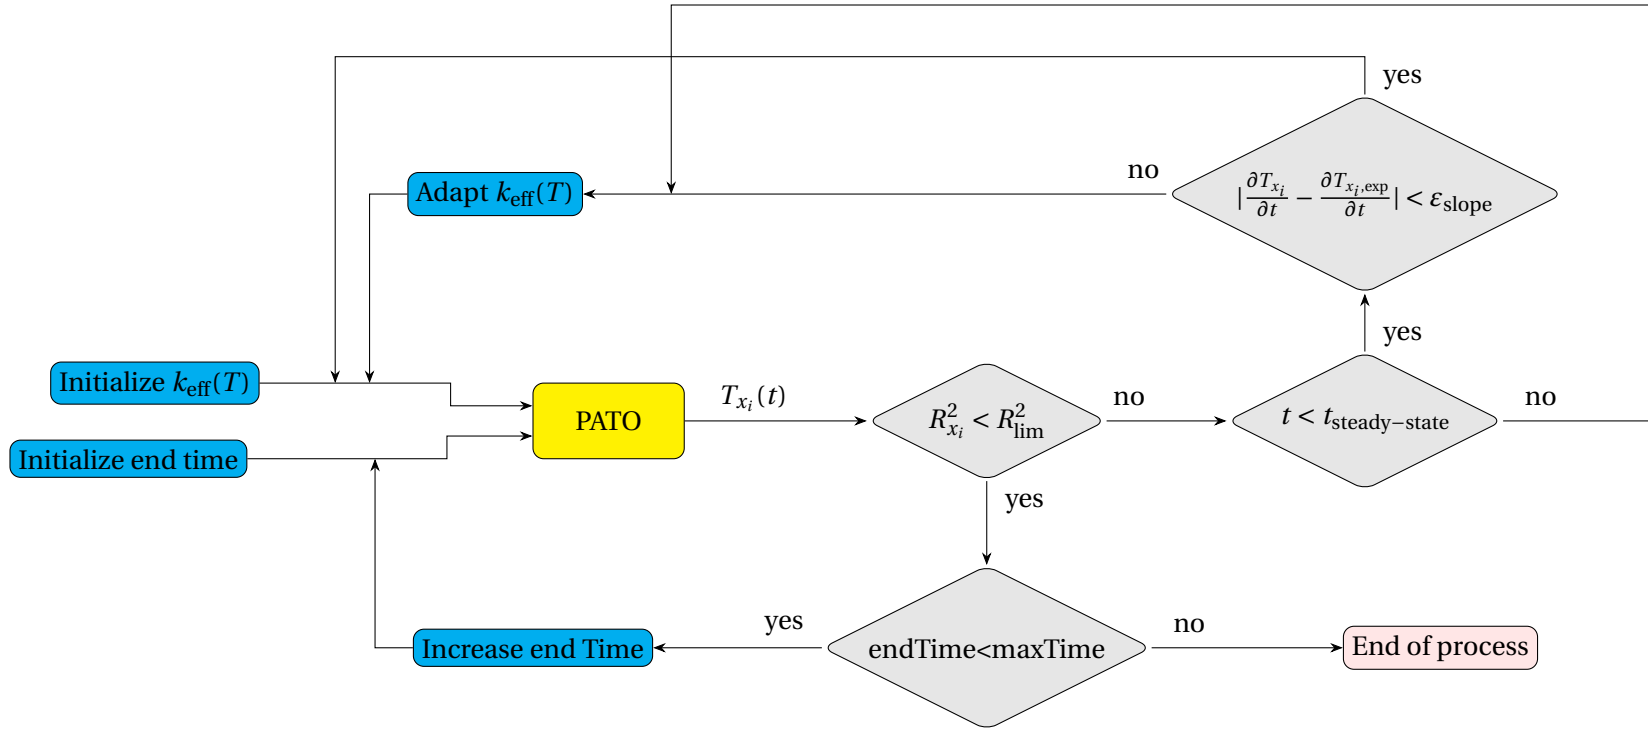 yes
no
Adapt k_eff(T)
|∂T_{x_i}/∂t − ∂T_{x_i,exp}/∂t| < ε_slope
yes
Initialize k_eff(T)
T_{x_i}(t)
no
no
PATO
R²_{x_i} < R²_lim
t < t_steady−state
Initialize end time
yes
yes
no
Increase end Time
endTime<maxTime
End of process